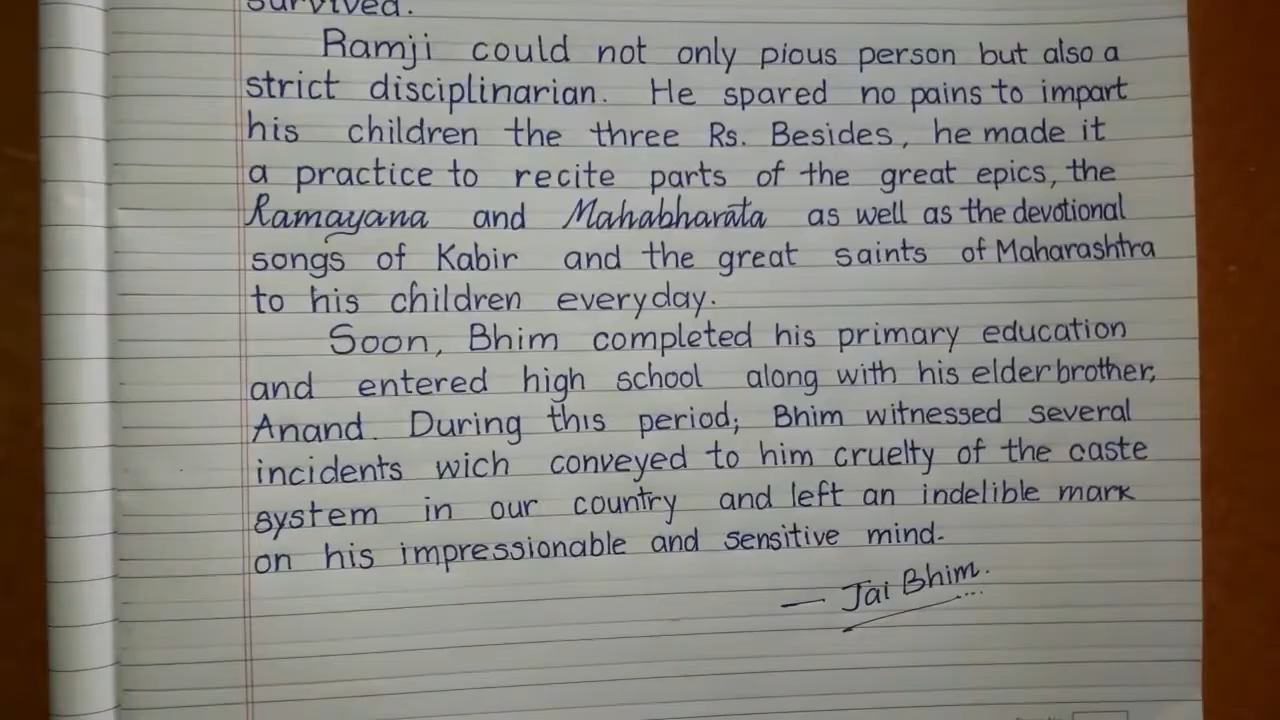 survived.
Ramji could not only pious person but also a
strict disciplinarian. He spared no pains to impart
his children the three Rs. Besides, he made it
a practice to recite parts of the great epics, the
Ramayana and Mahabharata as well as the devotional
songs of Kabir and the great saints of Maharashtra
to his children everyday.
Soon, Bhim completed his primary education
and entered high school along with his elder brother,
Anand. During this period; Bhim witnessed several
incidents wich conveyed to him cruelty of the caste
system in our country and left an indelible mark
on his impressionable and sensitive mind.
— Jai Bhim.